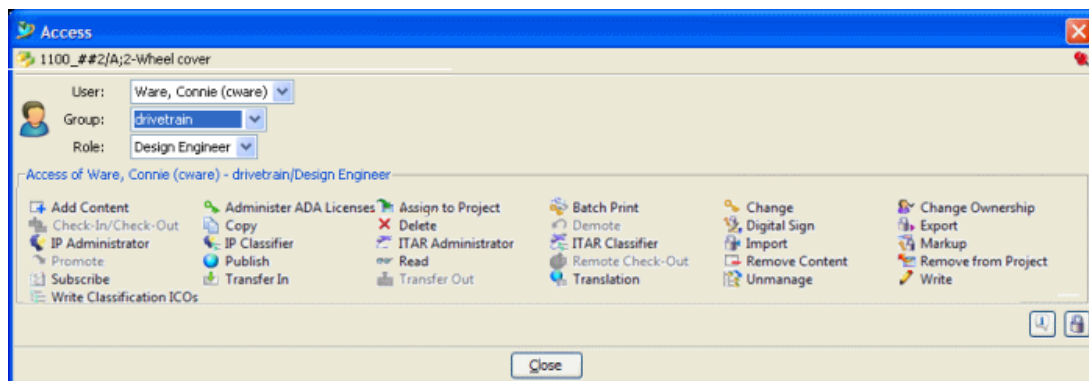 Access
1100_##2/A;2-Wheel cover
User: Ware, Connie (cware)
Group: drivetrain
Role: Design Engineer
Access of Ware, Connie (cware) - drivetrain/Design Engineer
Add Content Administer ADA Licenses Assign to Project Batch Print Change Change Ownership
Check-In/Check-Out Copy Delete Demote Digital Sign Export
IP Administrator IP Classifier ITAR Administrator ITAR Classifier Import Markup
Promote Publish Read Remote Check-Out Remove Content Remove from Project
Subscribe Transfer In Transfer Out Translation Unmanage Write
Write Classification ICOs
Close